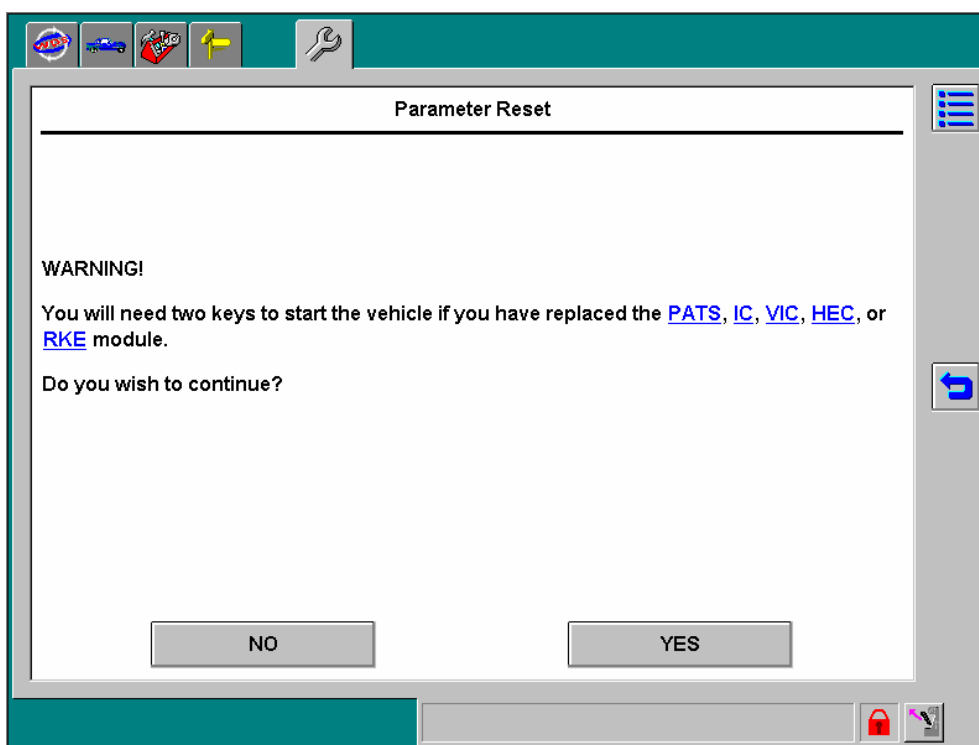 WDS
Parameter Reset
WARNING!
You will need two keys to start the vehicle if you have replaced the PATS, IC, VIC, HEC, or
RKE module.
Do you wish to continue?
NO
YES